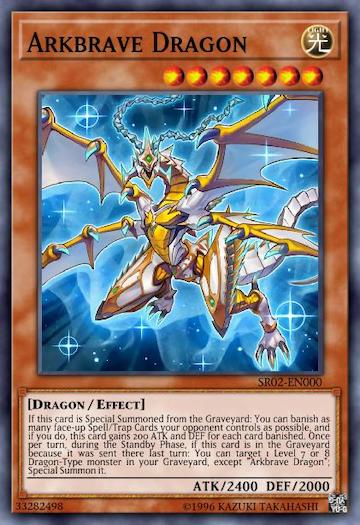 Arkbrave Dragon
LIGHT
光
SR02-EN000
[Dragon / Effect]
If this card is Special Summoned from the Graveyard: You can banish as
many face-up Spell/Trap Cards your opponent controls as possible, and
if you do, this card gains 200 ATK and DEF for each card banished. Once
per turn, during the Standby Phase, if this card is in the Graveyard
because it was sent there last turn: You can target 1 Level 7 or 8
Dragon-Type monster in your Graveyard, except "Arkbrave Dragon";
Special Summon it.
ATK/2400 DEF/2000
33282498
©1996 KAZUKI TAKAHASHI